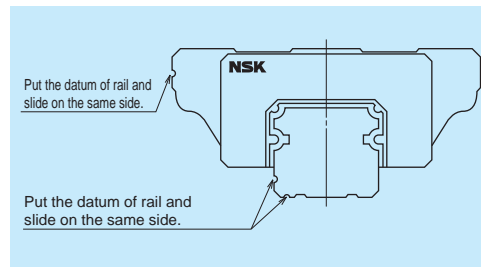 NSK
Put the datum of rail and
slide on the same side.
Put the datum of rail and
slide on the same side.